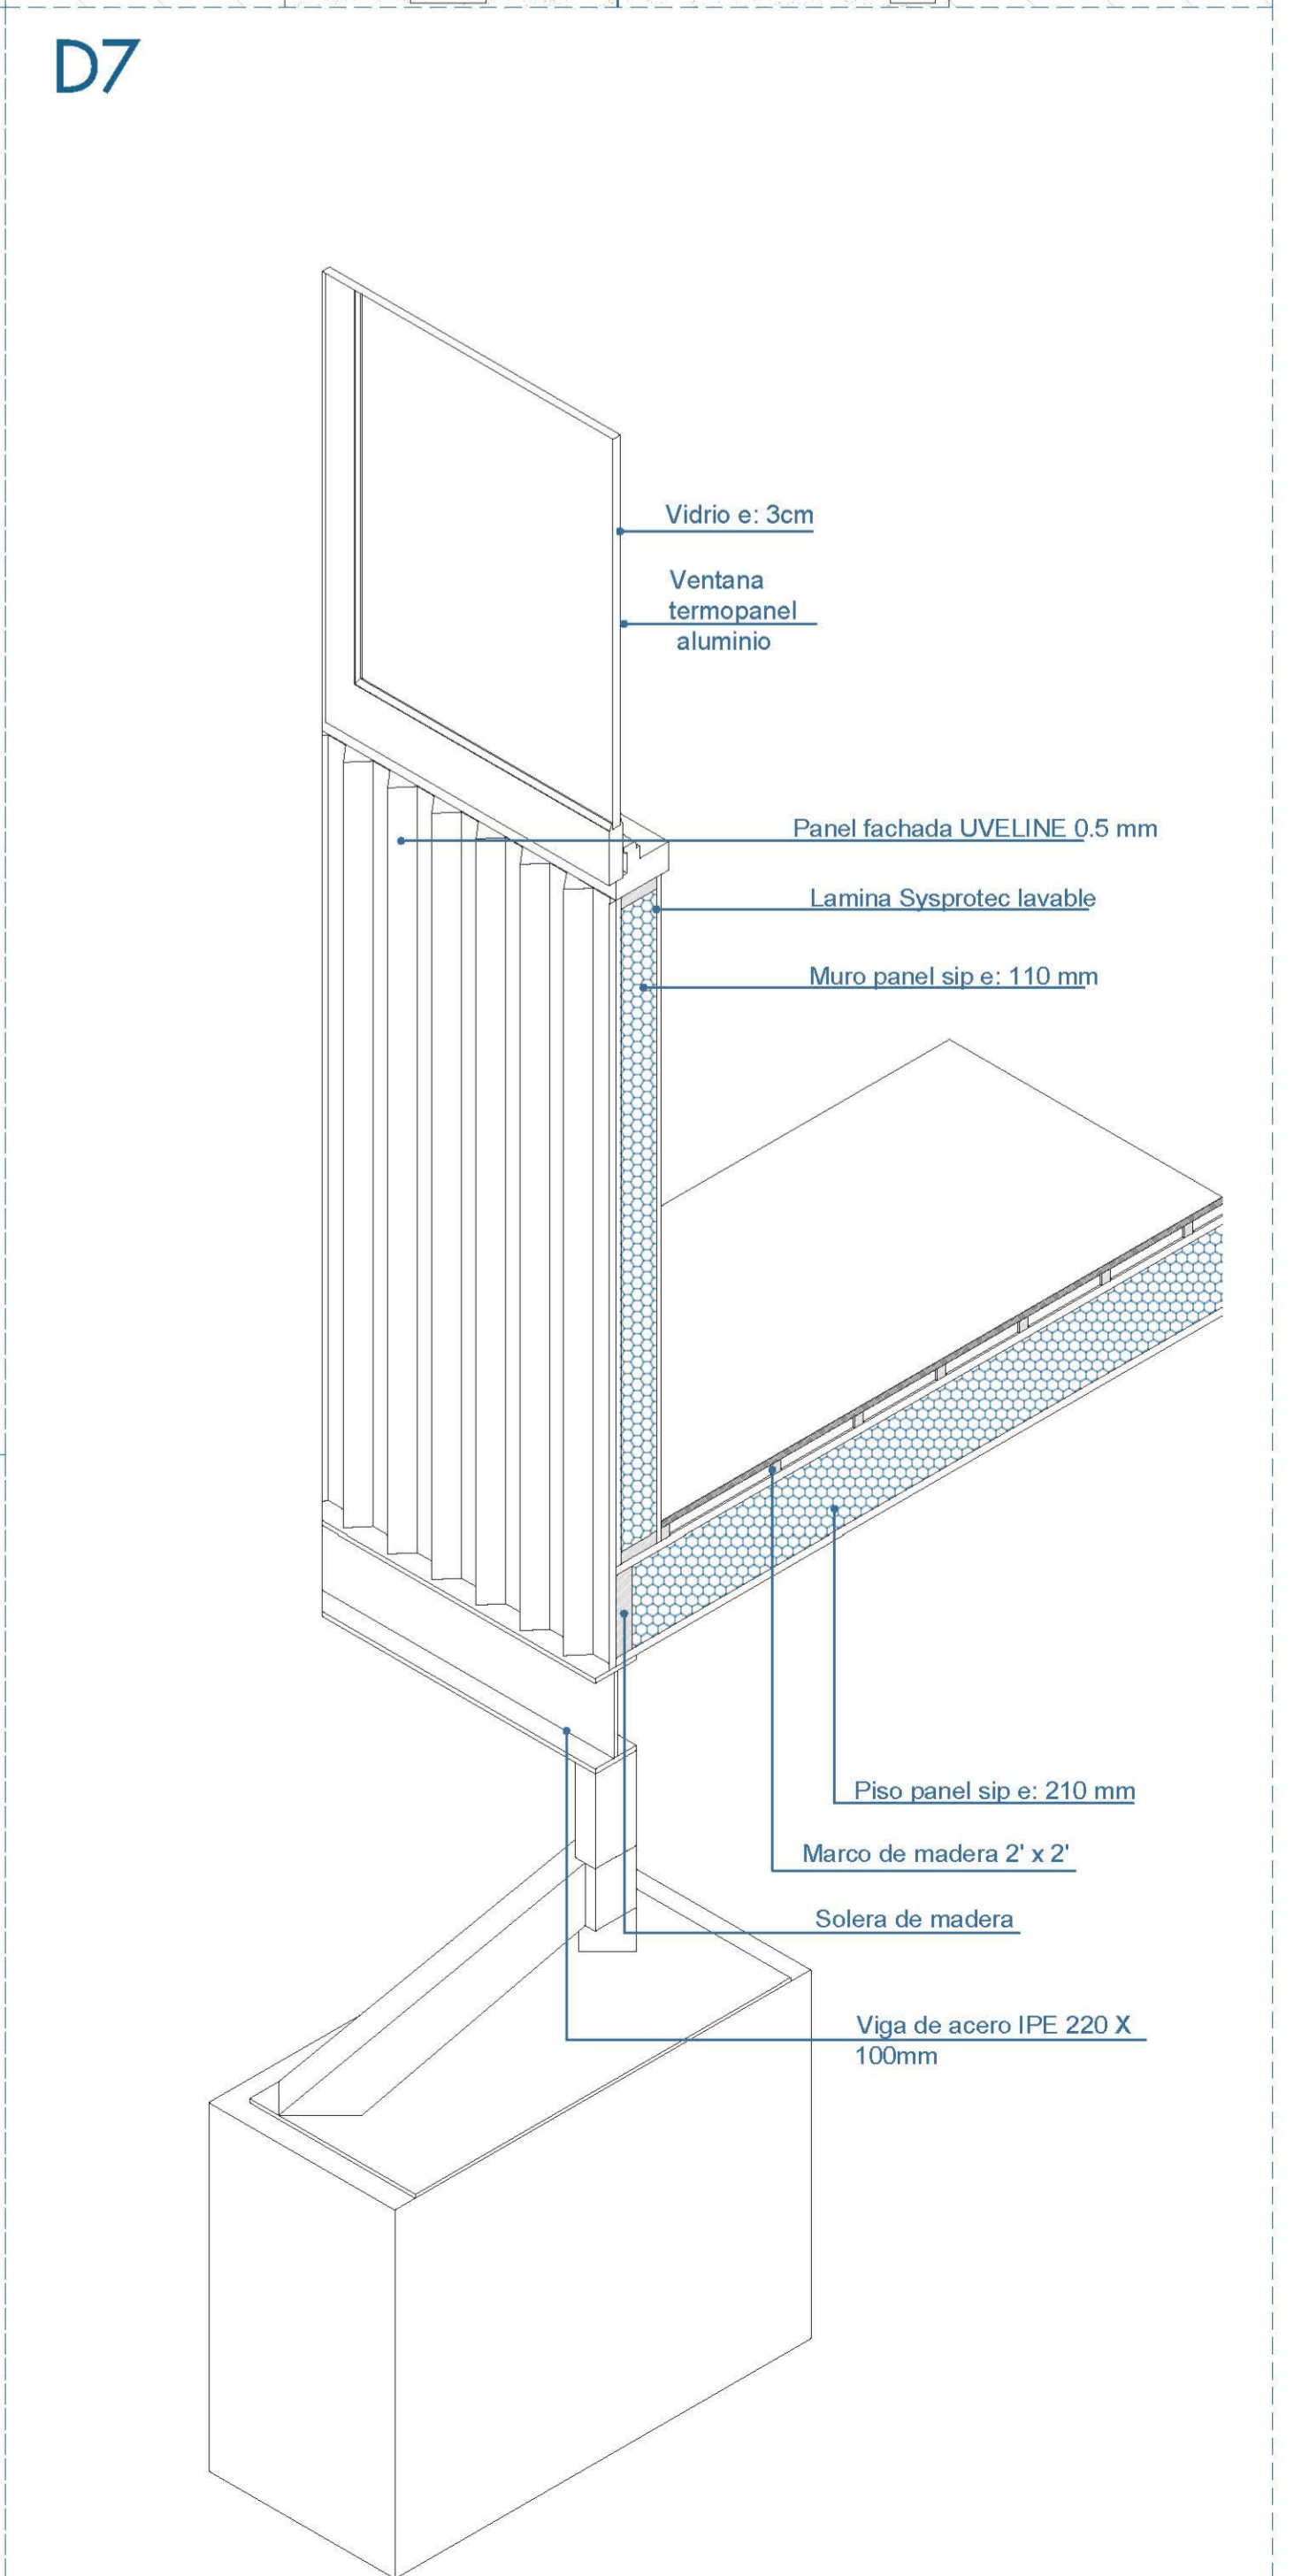 D7
Vidrio e: 3cm
Ventana
termopanel
aluminio
Panel fachada UVELINE 0.5 mm
Lamina Sysprotec lavable
Muro panel sip e: 110 mm
Piso panel sip e: 210 mm
Marco de madera 2' x 2'
Solera de madera
Viga de acero IPE 220 X
100mm